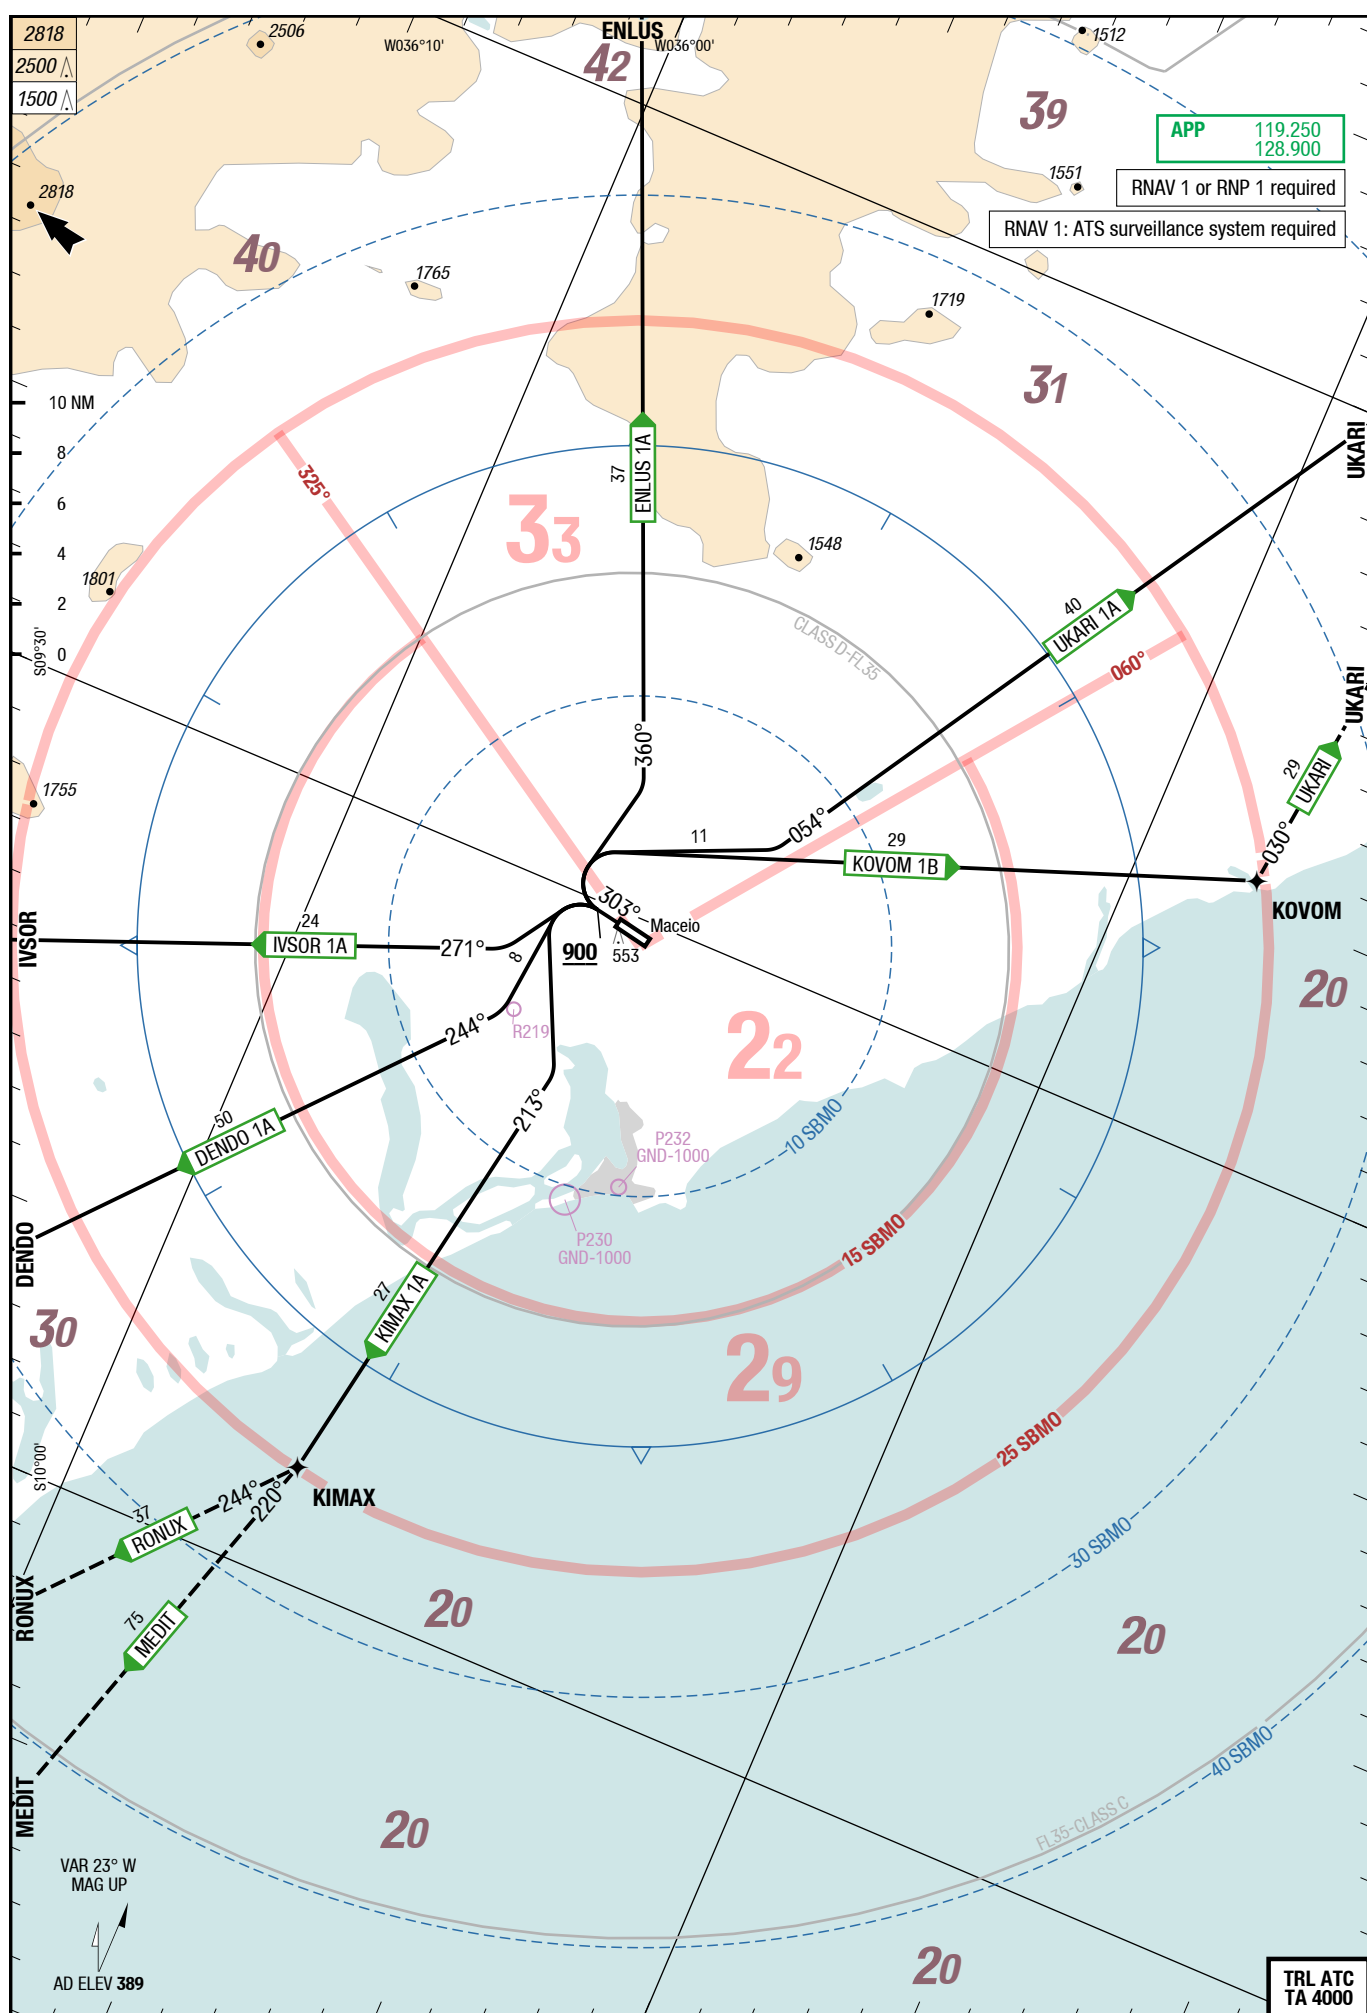 2818
2500
1500
2506
W036°10'
ENLUS
W036°00'
42
1512
39
APP 119.250
128.900
RNAV 1 or RNP 1 required
RNAV 1: ATS surveillance system required
1551
2818
40
1765
1719
31
10 NM
8
6
4
2
0
S09°30'
325°
33
37
ENLUS 1A
1548
1801
CLASS D-FL35
40
UKARI 1A
UKARI
060°
UKARI
29
UKARI
030°
360°
1755
054°
11
29
KOVOM 1B
KOVOM
303°
Maceio
553
900
IVSOR
24
IVSOR 1A
271°
8
20
244°
R219
22
213°
50
DENDO 1A
DENDO
P232
GND-1000
10 SBMO
P230
GND-1000
15 SBMO
27
KIMAX 1A
30
29
25 SBMO
S10°00'
KIMAX
244°
220°
37
RONUX
RONUX
30 SBMO
20
20
75
MEDIT
MEDIT
40 SBMO
FL35-CLASS C
20
VAR 23° W
MAG UP
AD ELEV 389
20
TRL ATC
TA 4000